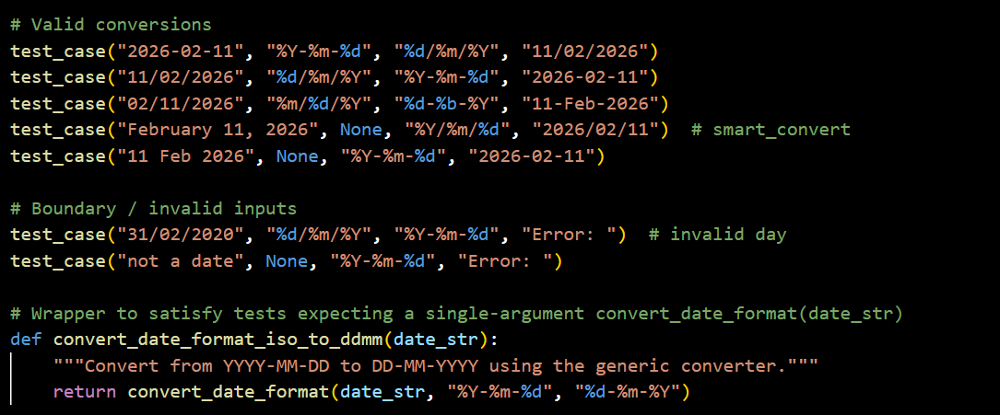 # Valid conversions
test_case("2026-02-11", "%Y-%m-%d", "%d/%m/%Y", "11/02/2026")
test_case("11/02/2026", "%d/%m/%Y", "%Y-%m-%d", "2026-02-11")
test_case("02/11/2026", "%m/%d/%Y", "%d-%b-%Y", "11-Feb-2026")
test_case("February 11, 2026", None, "%Y/%m/%d", "2026/02/11")  # smart_convert
test_case("11 Feb 2026", None, "%Y-%m-%d", "2026-02-11")

# Boundary / invalid inputs
test_case("31/02/2020", "%d/%m/%Y", "%Y-%m-%d", "Error: ")  # invalid day
test_case("not a date", None, "%Y-%m-%d", "Error: ")

# Wrapper to satisfy tests expecting a single-argument convert_date_format(date_str)
def convert_date_format_iso_to_ddmm(date_str):
    """Convert from YYYY-MM-DD to DD-MM-YYYY using the generic converter."""
    return convert_date_format(date_str, "%Y-%m-%d", "%d-%m-%Y")